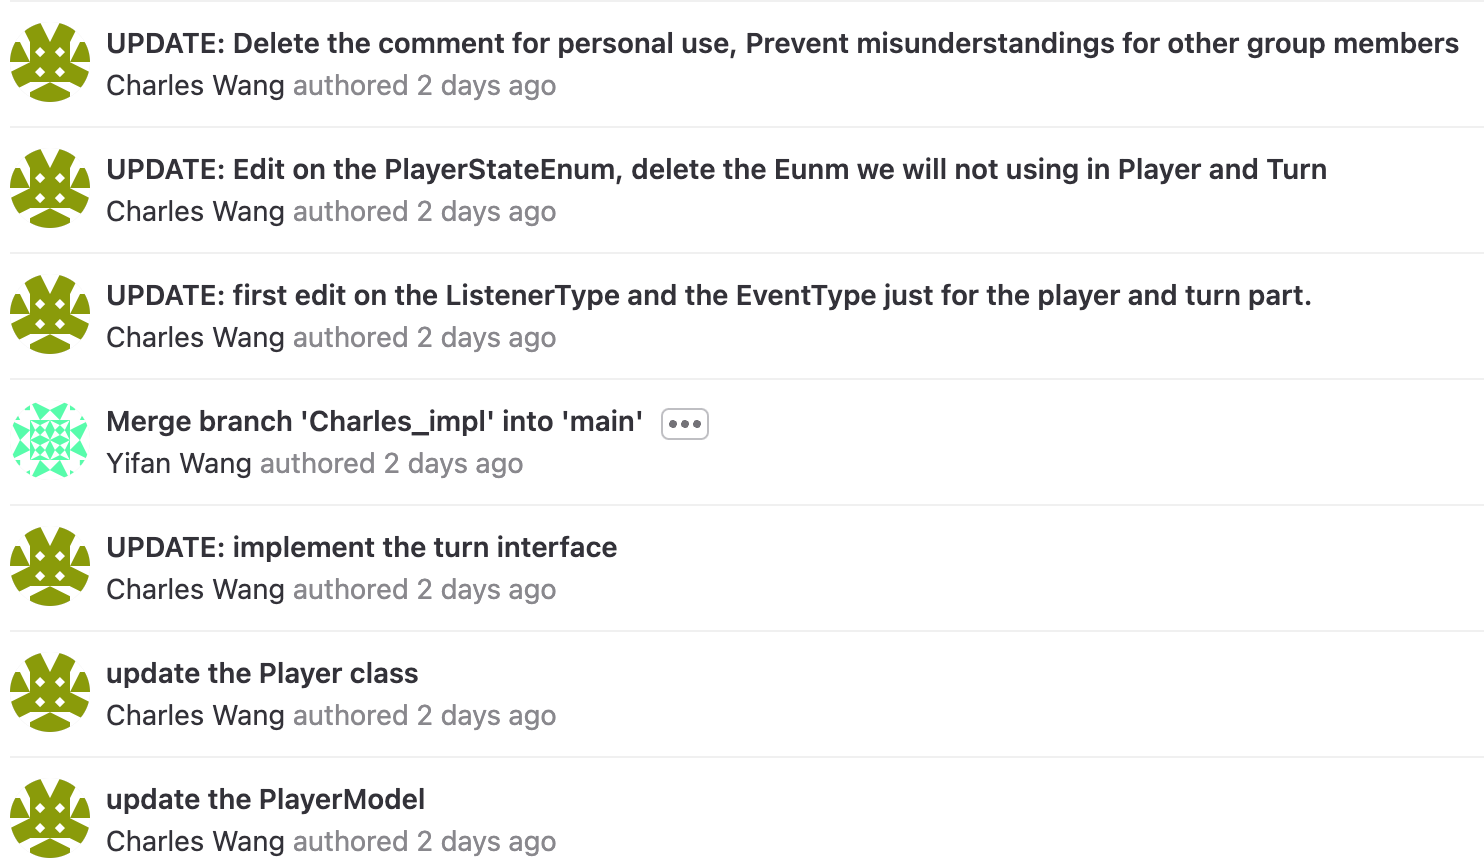 UPDATE: Delete the comment for personal use, Prevent misunderstandings for other group members
Charles Wang authored 2 days ago
UPDATE: Edit on the PlayerStateEnum, delete the Eunm we will not using in Player and Turn
Charles Wang authored 2 days ago
UPDATE: first edit on the ListenerType and the EventType just for the player and turn part.
Charles Wang authored 2 days ago
Merge branch 'Charles_impl' into 'main'
Yifan Wang authored 2 days ago
UPDATE: implement the turn interface
Charles Wang authored 2 days ago
update the Player class
Charles Wang authored 2 days ago
update the PlayerModel
Charles Wang authored 2 days ago